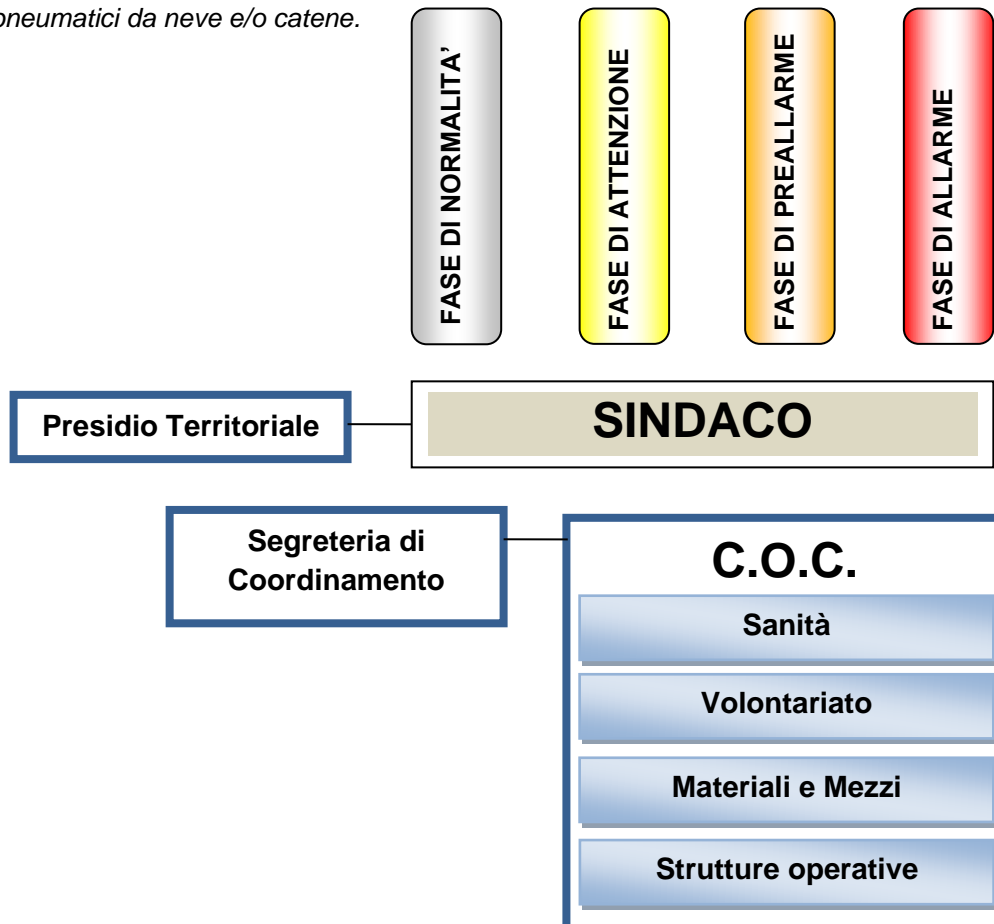 pneumatici da neve e/o catene.
FASE DI NORMALITA’
FASE DI ATTENZIONE
FASE DI PREALLARME
FASE DI ALLARME
Presidio Territoriale
SINDACO
Segreteria di
Coordinamento
C.O.C.
Sanità
Volontariato
Materiali e Mezzi
Strutture operative